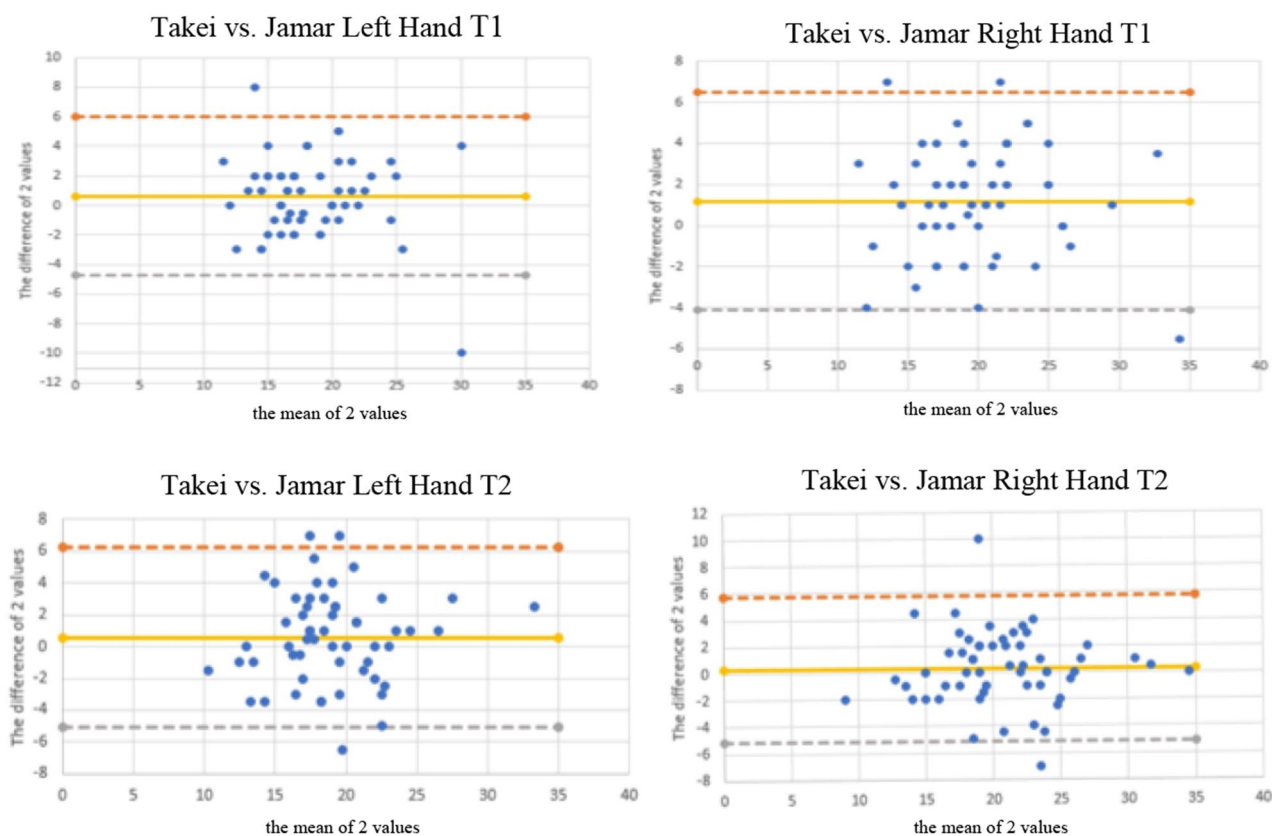 Takei vs. Jamar Left Hand T1
The difference of 2 values
10
8
6
4
2
0
-2
-4
-6
-8
-10
-12
0 5 10 15 20 25 30 35 40
the mean of 2 values
Takei vs. Jamar Right Hand T1
The difference of 2 values
8
6
4
2
0
-2
-4
-6
-8
0 5 10 15 20 25 30 35 40
the mean of 2 values
Takei vs. Jamar Left Hand T2
The difference of 2 values
8
6
4
2
0
-2
-4
-6
-8
0 5 10 15 20 25 30 35 40
the mean of 2 values
Takei vs. Jamar Right Hand T2
The difference of 2 values
12
10
8
6
4
2
0
-2
-4
-6
-8
0 5 10 15 20 25 30 35 40
the mean of 2 values